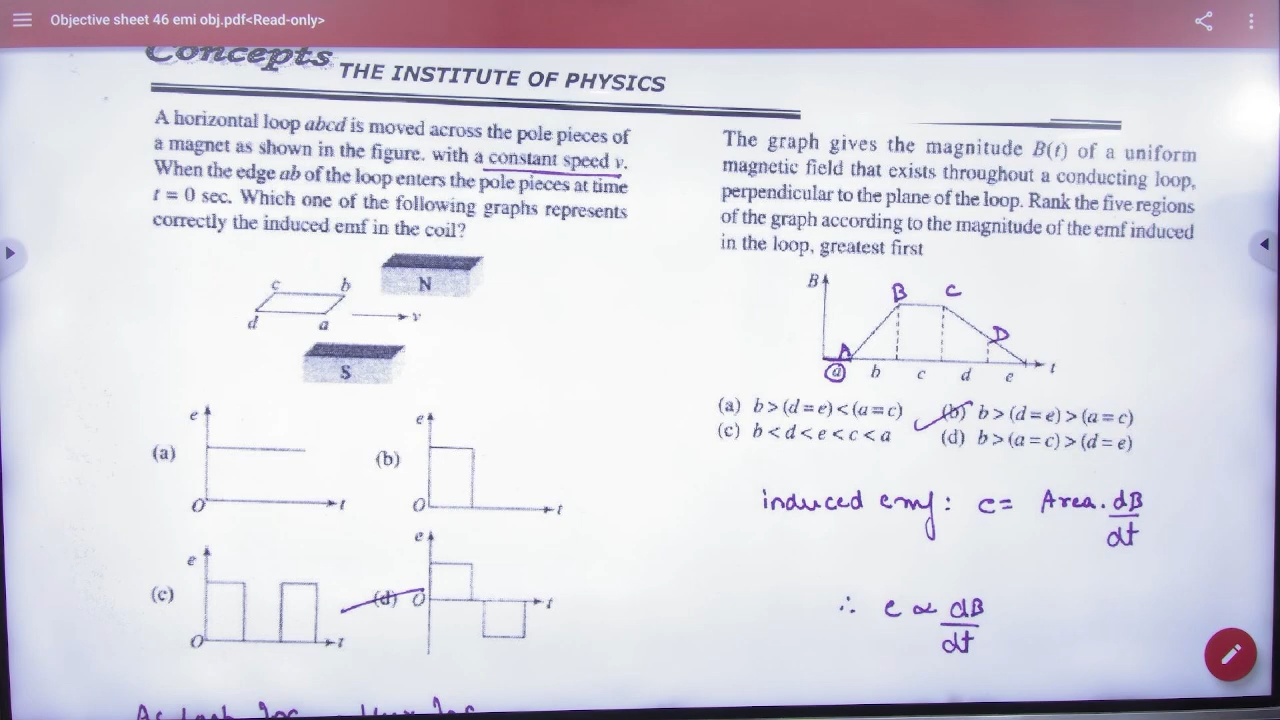 Objective sheet 46 emi obj.pdf<Read-only>
Concepts THE INSTITUTE OF PHYSICS
A horizontal loop abcd is moved across the pole pieces of
a magnet as shown in the figure. with a constant speed v.
When the edge ab of the loop enters the pole pieces at time
t = 0 sec. Which one of the following graphs represents
correctly the induced emf in the coil?
c b N
d a v
S
(a) e O t
(b) e O t
(c) e O t
(d) e O t
The graph gives the magnitude B(t) of a uniform
magnetic field that exists throughout a conducting loop,
perpendicular to the plane of the loop. Rank the five regions
of the graph according to the magnitude of the emf induced
in the loop, greatest first
B B C
A D
a b c d e t
(a) b > (d = e) < (a = c) (b) b > (d = e) > (a = c)
(c) b < d < e < c < a (d) b > (a = c) > (d = e)
induced emf : e = Area . dB
dt
∴ e ∝ dB
dt